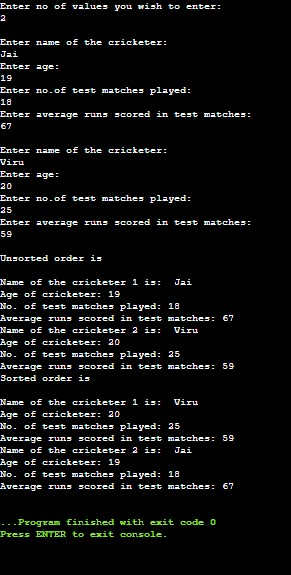 Enter no of values you wish to enter:
2
Enter name of the cricketer:
Jai
Enter age:
19
Enter no.of test matches played:
18
Enter average runs scored in test matches:
67
Enter name of the cricketer:
Viru
Enter age:
20
Enter no.of test matches played:
25
Enter average runs scored in test matches:
59
Unsorted order is
Name of the cricketer 1 is:  Jai
Age of cricketer: 19
No. of test matches played: 18
Average runs scored in test matches: 67
Name of the cricketer 2 is:  Viru
Age of cricketer: 20
No. of test matches played: 25
Average runs scored in test matches: 59
Sorted order is
Name of the cricketer 1 is:  Viru
Age of cricketer: 20
No. of test matches played: 25
Average runs scored in test matches: 59
Name of the cricketer 2 is:  Jai
Age of cricketer: 19
No. of test matches played: 18
Average runs scored in test matches: 67
...Program finished with exit code 0
Press ENTER to exit console.